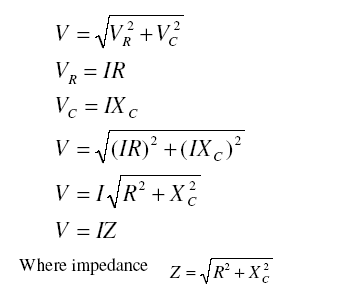 V = √(V_R² + V_C²)
V_R = IR
V_C = IX_C
V = √((IR)² + (IX_C)²)
V = I√(R² + X_C²)
V = IZ
Where impedance Z = √(R² + X_C²)